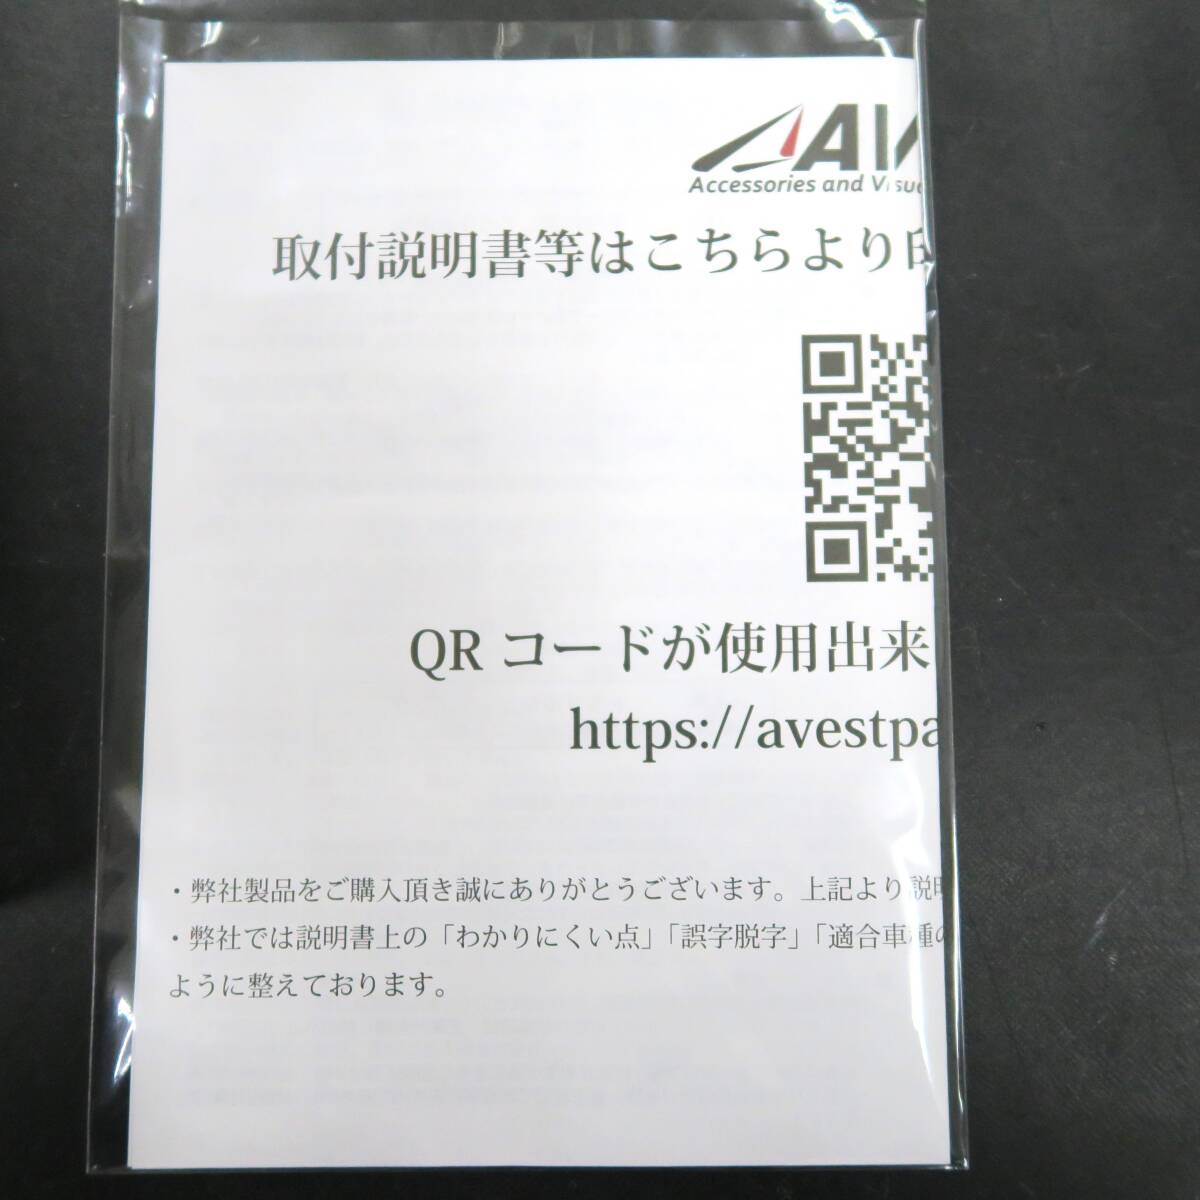 AV
Accessories and Visu
取付説明書等はこちらより
QR コードが使用出来
https://avestpa
・弊社製品をご購入頂き誠にありがとうございます。上記より説明
・弊社では説明書上の「わかりにくい点」「誤字脱字」「適合車種の
ように整えております。